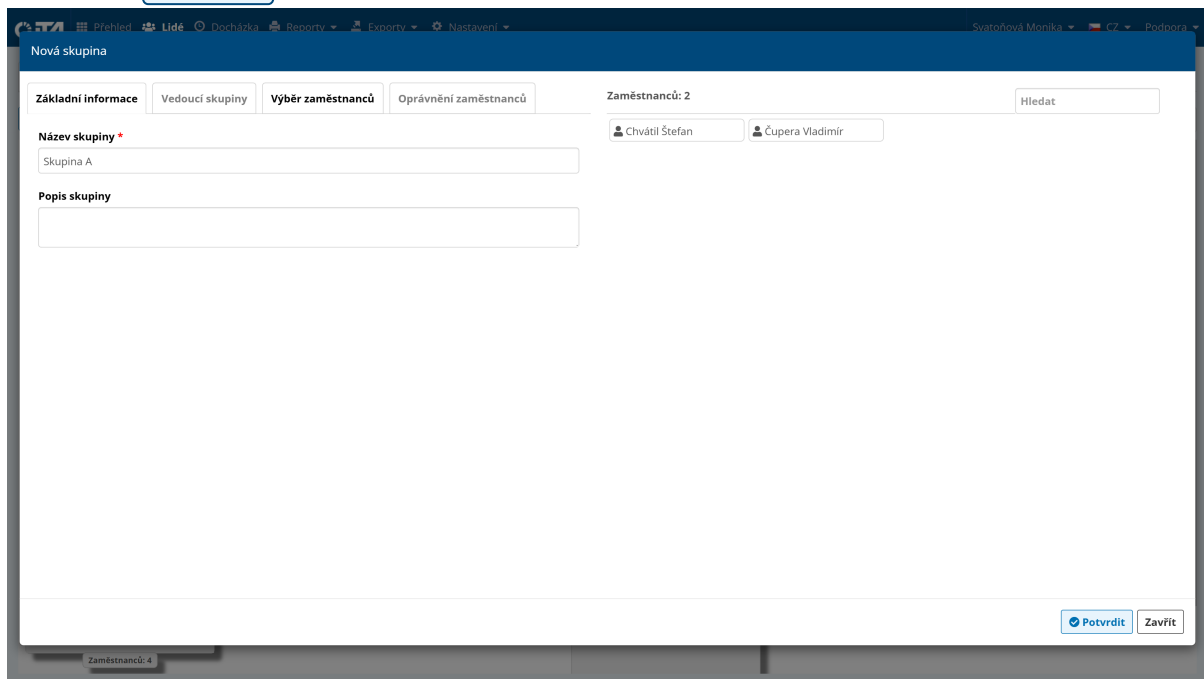 ITA Přehled Lidé Docházka Reporty Exporty Nastavení Svatoňová Monika CZ Podpora
Nová skupina
Základní informace Vedoucí skupiny Výběr zaměstnanců Oprávnění zaměstnanců
Zaměstnanců: 2 Hledat
Chvátil Štefan Čupera Vladimír
Název skupiny *
Skupina A
Popis skupiny
Potvrdit Zavřít
Zaměstnanců: 4